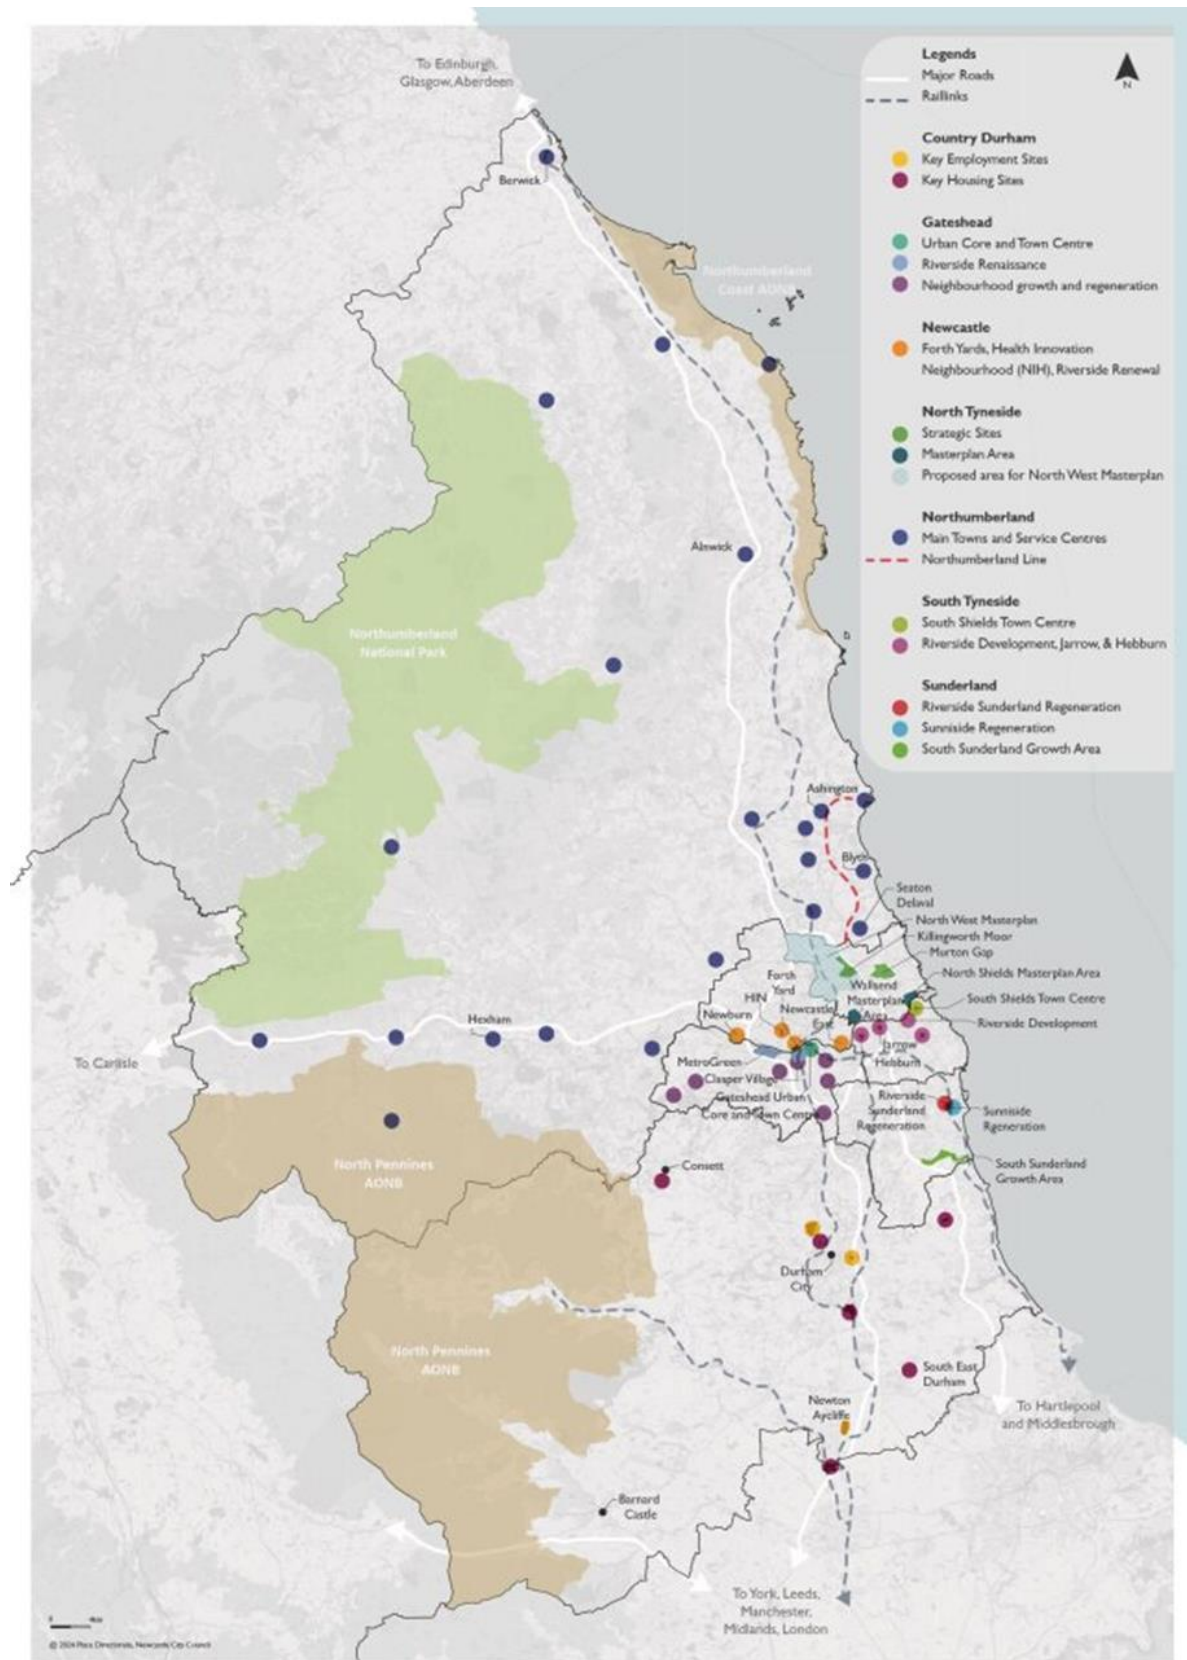 To Edinburgh,
Glasgow, Aberdeen
Berwick
Northumberland
Coast AONB
Legends
Major Roads
Raillinks
N
Country Durham
Key Employment Sites
Key Housing Sites
Gateshead
Urban Core and Town Centre
Riverside Renaissance
Neighbourhood growth and regeneration
Newcastle
Forth Yards, Health Innovation
Neighbourhood (NIH), Riverside Renewal
North Tyneside
Strategic Sites
Masterplan Area
Proposed area for North West Masterplan
Northumberland
Main Towns and Service Centres
Northumberland Line
South Tyneside
South Shields Town Centre
Riverside Development, Jarrow, & Hebburn
Sunderland
Riverside Sunderland Regeneration
Sunniside Regeneration
South Sunderland Growth Area
Alnwick
Northumberland
National Park
Ashington
Blyth
Seaton
Delaval
North West Masterplan
Killingworth Moor
Murton Gap
North Shields Masterplan Area
South Shields Town Centre
Riverside Development
Forth
Yard
HIN
Newburn
Newcastle
East
Wallsend
Masterplan
Area
Jarrow
Hebburn
Hexham
To Carlisle
MetroGreen
Clasper Village
Gateshead Urban
Core and Town Centre
Riverside
Sunderland
Regeneration
Sunniside
Rgeneration
South Sunderland
Growth Area
North Pennines
AONB
Consett
Durham
City
North Pennines
AONB
South East
Durham
Newton
Aycliffe
To Hartlepool
and Middlesbrough
Barnard
Castle
To York, Leeds,
Manchester,
Midlands, London
© 2024 Place Directorate, Newcastle City Council